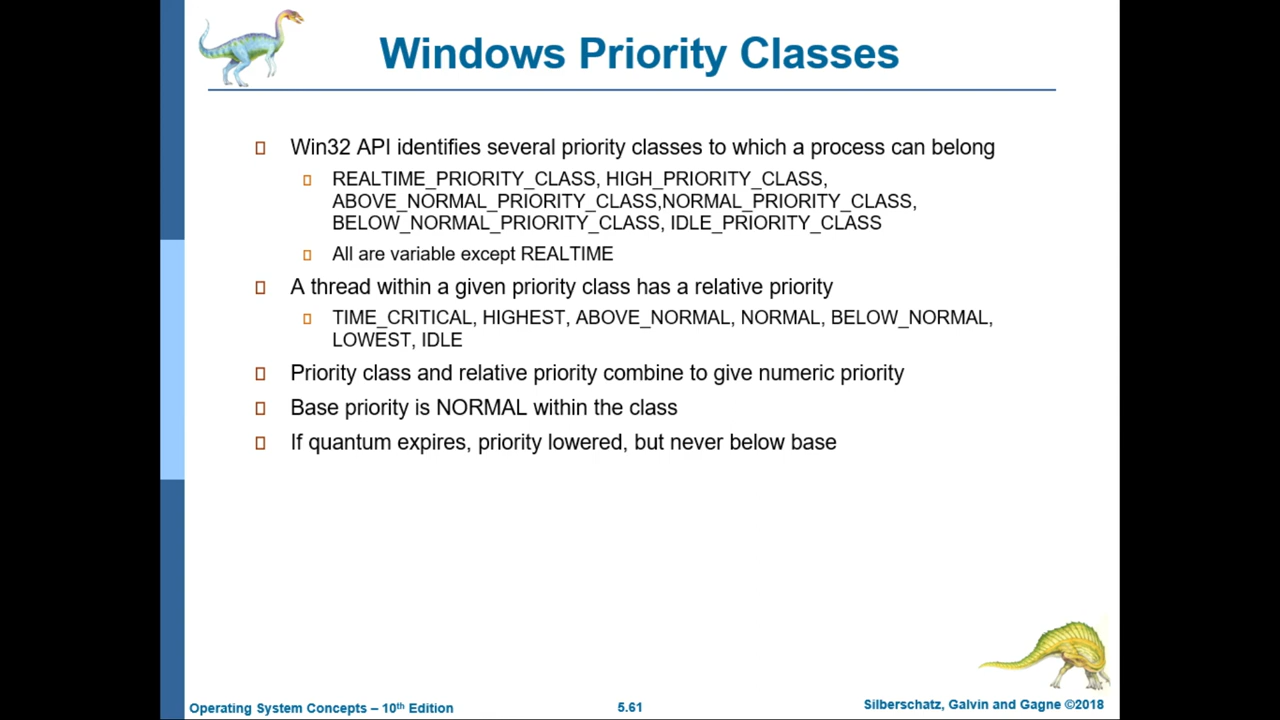 Windows Priority Classes
Win32 API identifies several priority classes to which a process can belong
REALTIME_PRIORITY_CLASS, HIGH_PRIORITY_CLASS,
ABOVE_NORMAL_PRIORITY_CLASS,NORMAL_PRIORITY_CLASS,
BELOW_NORMAL_PRIORITY_CLASS, IDLE_PRIORITY_CLASS
All are variable except REALTIME
A thread within a given priority class has a relative priority
TIME_CRITICAL, HIGHEST, ABOVE_NORMAL, NORMAL, BELOW_NORMAL,
LOWEST, IDLE
Priority class and relative priority combine to give numeric priority
Base priority is NORMAL within the class
If quantum expires, priority lowered, but never below base
Operating System Concepts – 10th Edition
5.61
Silberschatz, Galvin and Gagne ©2018